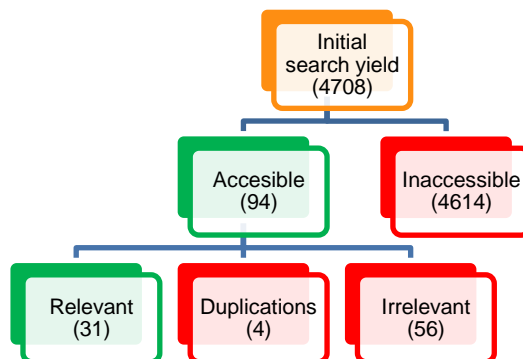 Initial
search yield
(4708)
Accesible
(94)
Inaccessible
(4614)
Relevant
(31)
Duplications
(4)
Irrelevant
(56)